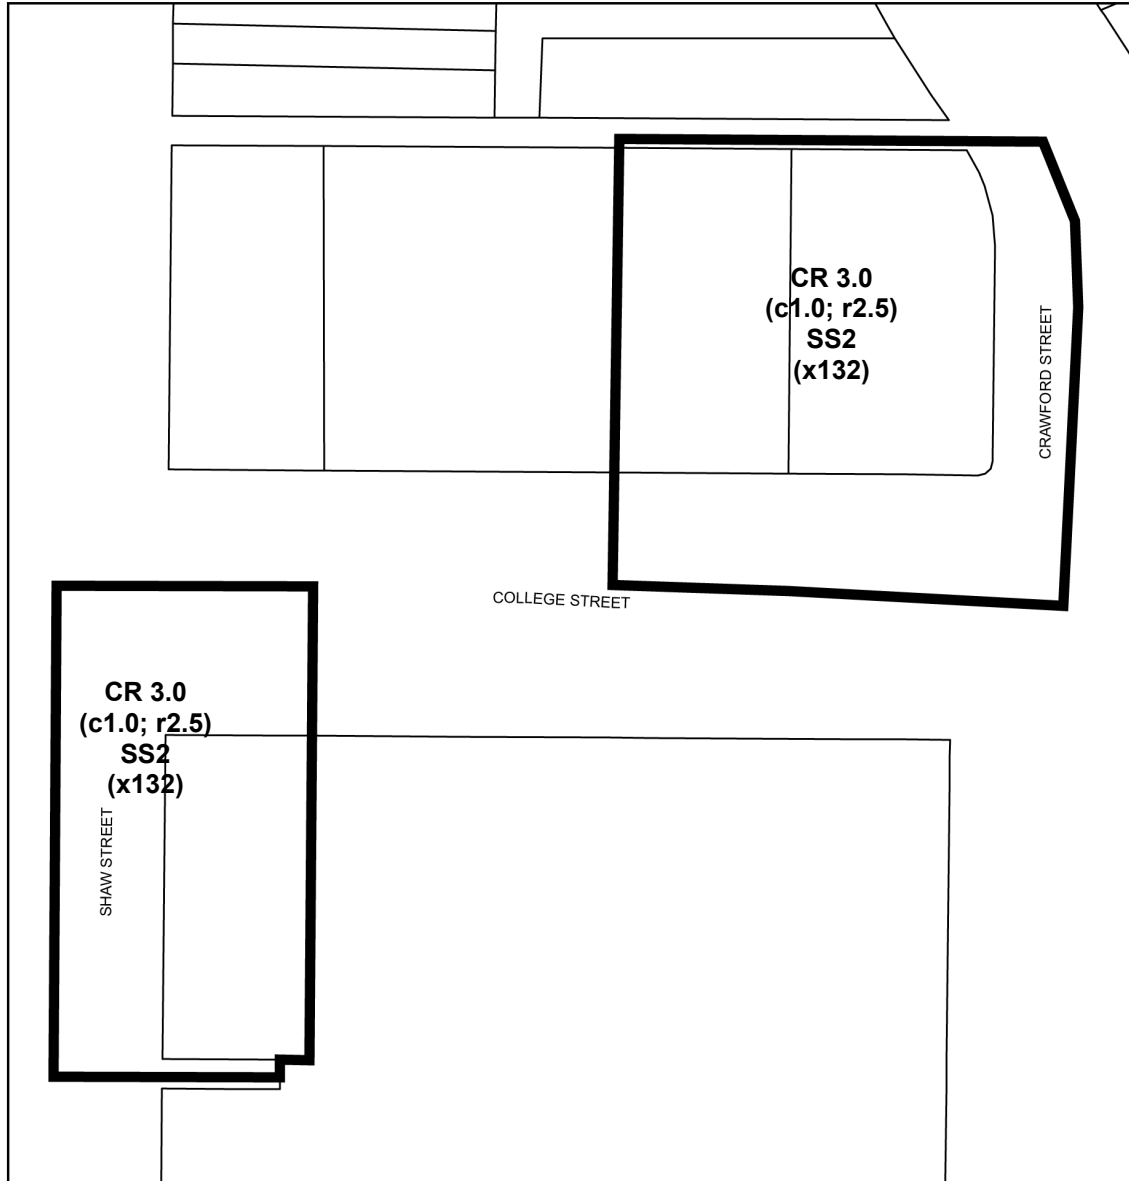 CR 3.0
(c1.0; r2.5)
SS2
(x132)
CRAWFORD STREET
COLLEGE STREET
CR 3.0
(c1.0; r2.5)
SS2
(x132)
SHAW STREET